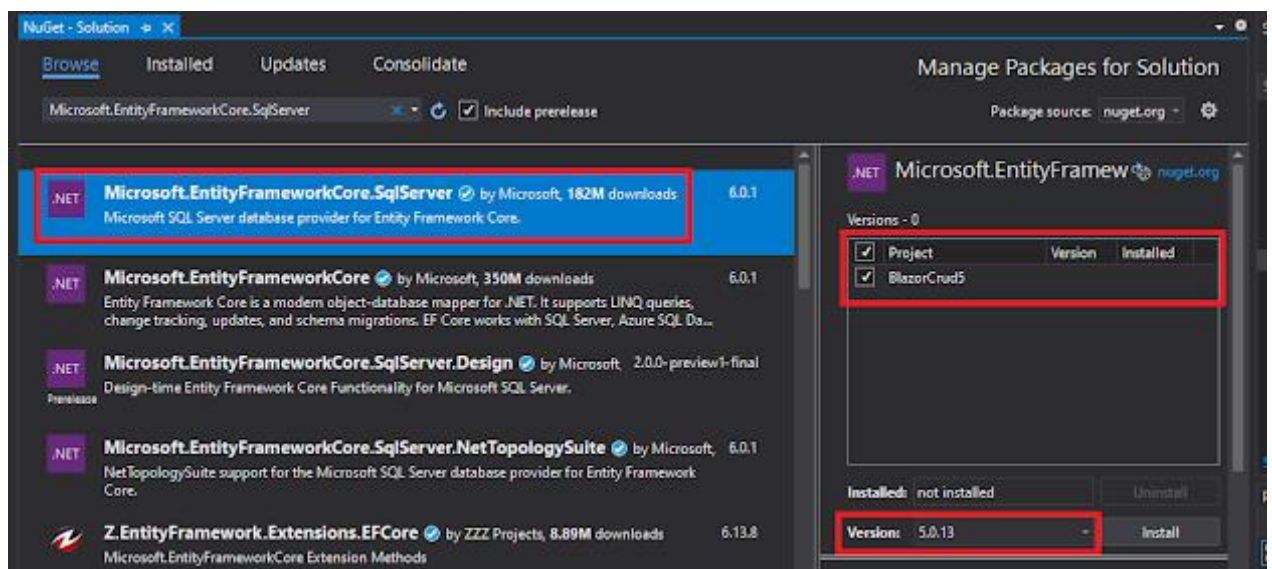 NuGet - Solution
Browse Installed Updates Consolidate
Manage Packages for Solution
Microsoft.EntityFrameworkCore.SqlServer
Include prerelease
Package source: nuget.org
.NET
Microsoft.EntityFrameworkCore.SqlServer by Microsoft, 182M downloads 6.0.1
Microsoft SQL Server database provider for Entity Framework Core.
.NET
Microsoft.EntityFrameworkCore by Microsoft, 350M downloads 6.0.1
Entity Framework Core is a modern object-database mapper for .NET. It supports LINQ queries,
change tracking, updates, and schema migrations. EF Core works with SQL Server, Azure SQL Da...
.NET
Prerelease
Microsoft.EntityFrameworkCore.SqlServer.Design by Microsoft, 2.0.0-preview1-final
Design-time Entity Framework Core Functionality for Microsoft SQL Server.
.NET
Microsoft.EntityFrameworkCore.SqlServer.NetTopologySuite by Microsoft, 6.0.1
NetTopologySuite support for the Microsoft SQL Server database provider for Entity Framework
Core.
Z.EntityFramework.Extensions.EFCore by ZZZ Projects, 8.89M downloads 6.13.8
Microsoft.EntityFrameworkCore Extension Methods
.NET
Microsoft.EntityFramew nuget.org
Versions - 0
Project Version Installed
BlazorCrud5
Installed: not installed Uninstall
Version: 5.0.13 Install